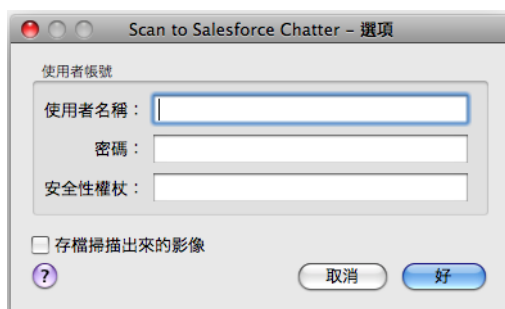 Scan to Salesforce Chatter – 選項
使用者帳號
使用者名稱：
密碼：
安全性權杖：
存檔掃描出來的影像
? 取消 好